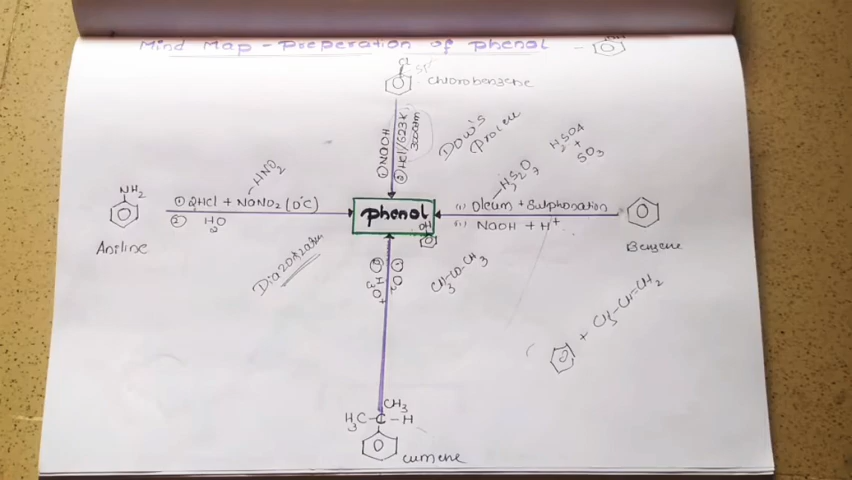 Mind Map - Preperation of phenol -
Cl
chlorobenzene
① NaOH
② HCl/623K,
300atm
Dow's
Process
H2SO4
+
SO3
HNO2
H2S2O7
NH2
Aniline
① 2HCl + NaNO2 (0°C)
② H2O
Diazotization
phenol
OH
(i) Oleum + Sulphonation
(ii) NaOH + H+
Benzene
① O2
② H3O+
CH3-CO-CH3
+ CH3-CH=CH2
CH3
H3C-C-H
cumene